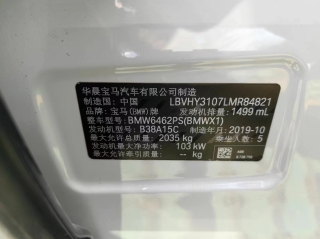 华晨宝马汽车有限公司制造
制造国：中国 LBVHY3107LMR84821
品牌：宝马(BMW)牌 发动机排量：1499 mL
整车型号：BMW6462PS(BMWX1)
发动机型号：B38A15C 制造年月：2019-10
最大允许总质量：2035 kg 乘坐人数：5
发动机最大净功率：103 kW
最大允许牵引质量：-- kg